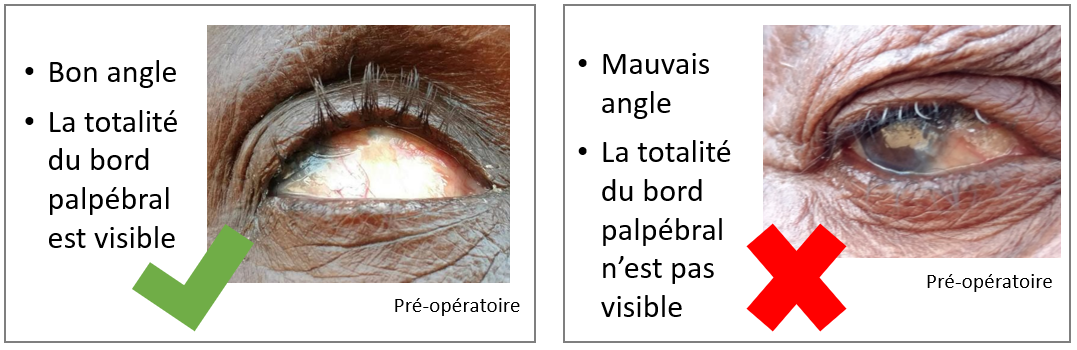 • Bon angle
• La totalité
du bord
palpébral
est visible
Pré-opératoire
• Mauvais
angle
• La totalité
du bord
palpébral
n’est pas
visible
Pré-opératoire